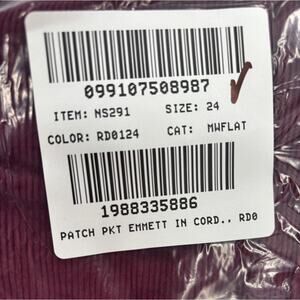 099107508987
ITEM: NS291 SIZE: 24
COLOR: RD0124 CAT: MWFLAT
1988335886
PATCH PKT EMMETT IN CORD., RD0